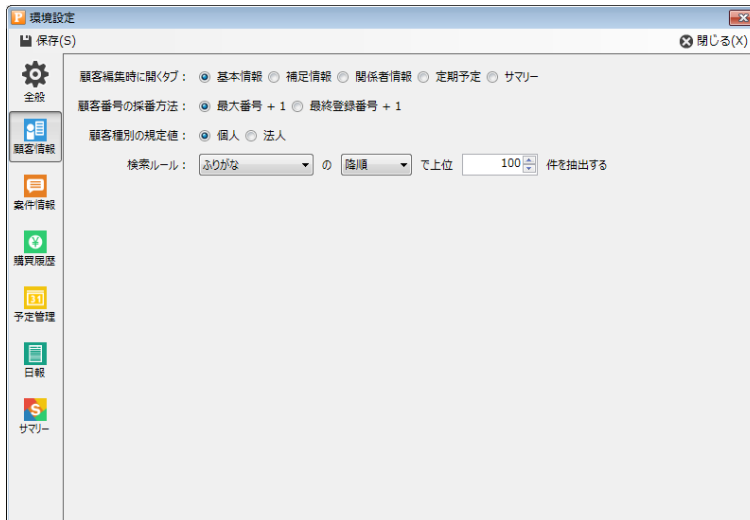 環境設定
保存(S)
閉じる(X)
全般
顧客情報
案件情報
購買履歴
31
予定管理
日報
S
サマリー
顧客編集時に開くタブ： 基本情報 補足情報 関係者情報 定期予定 サマリー
顧客番号の採番方法： 最大番号 + 1 最終登録番号 + 1
顧客種別の規定値： 個人 法人
検索ルール： ふりがな の 降順 で上位 100 件を抽出する